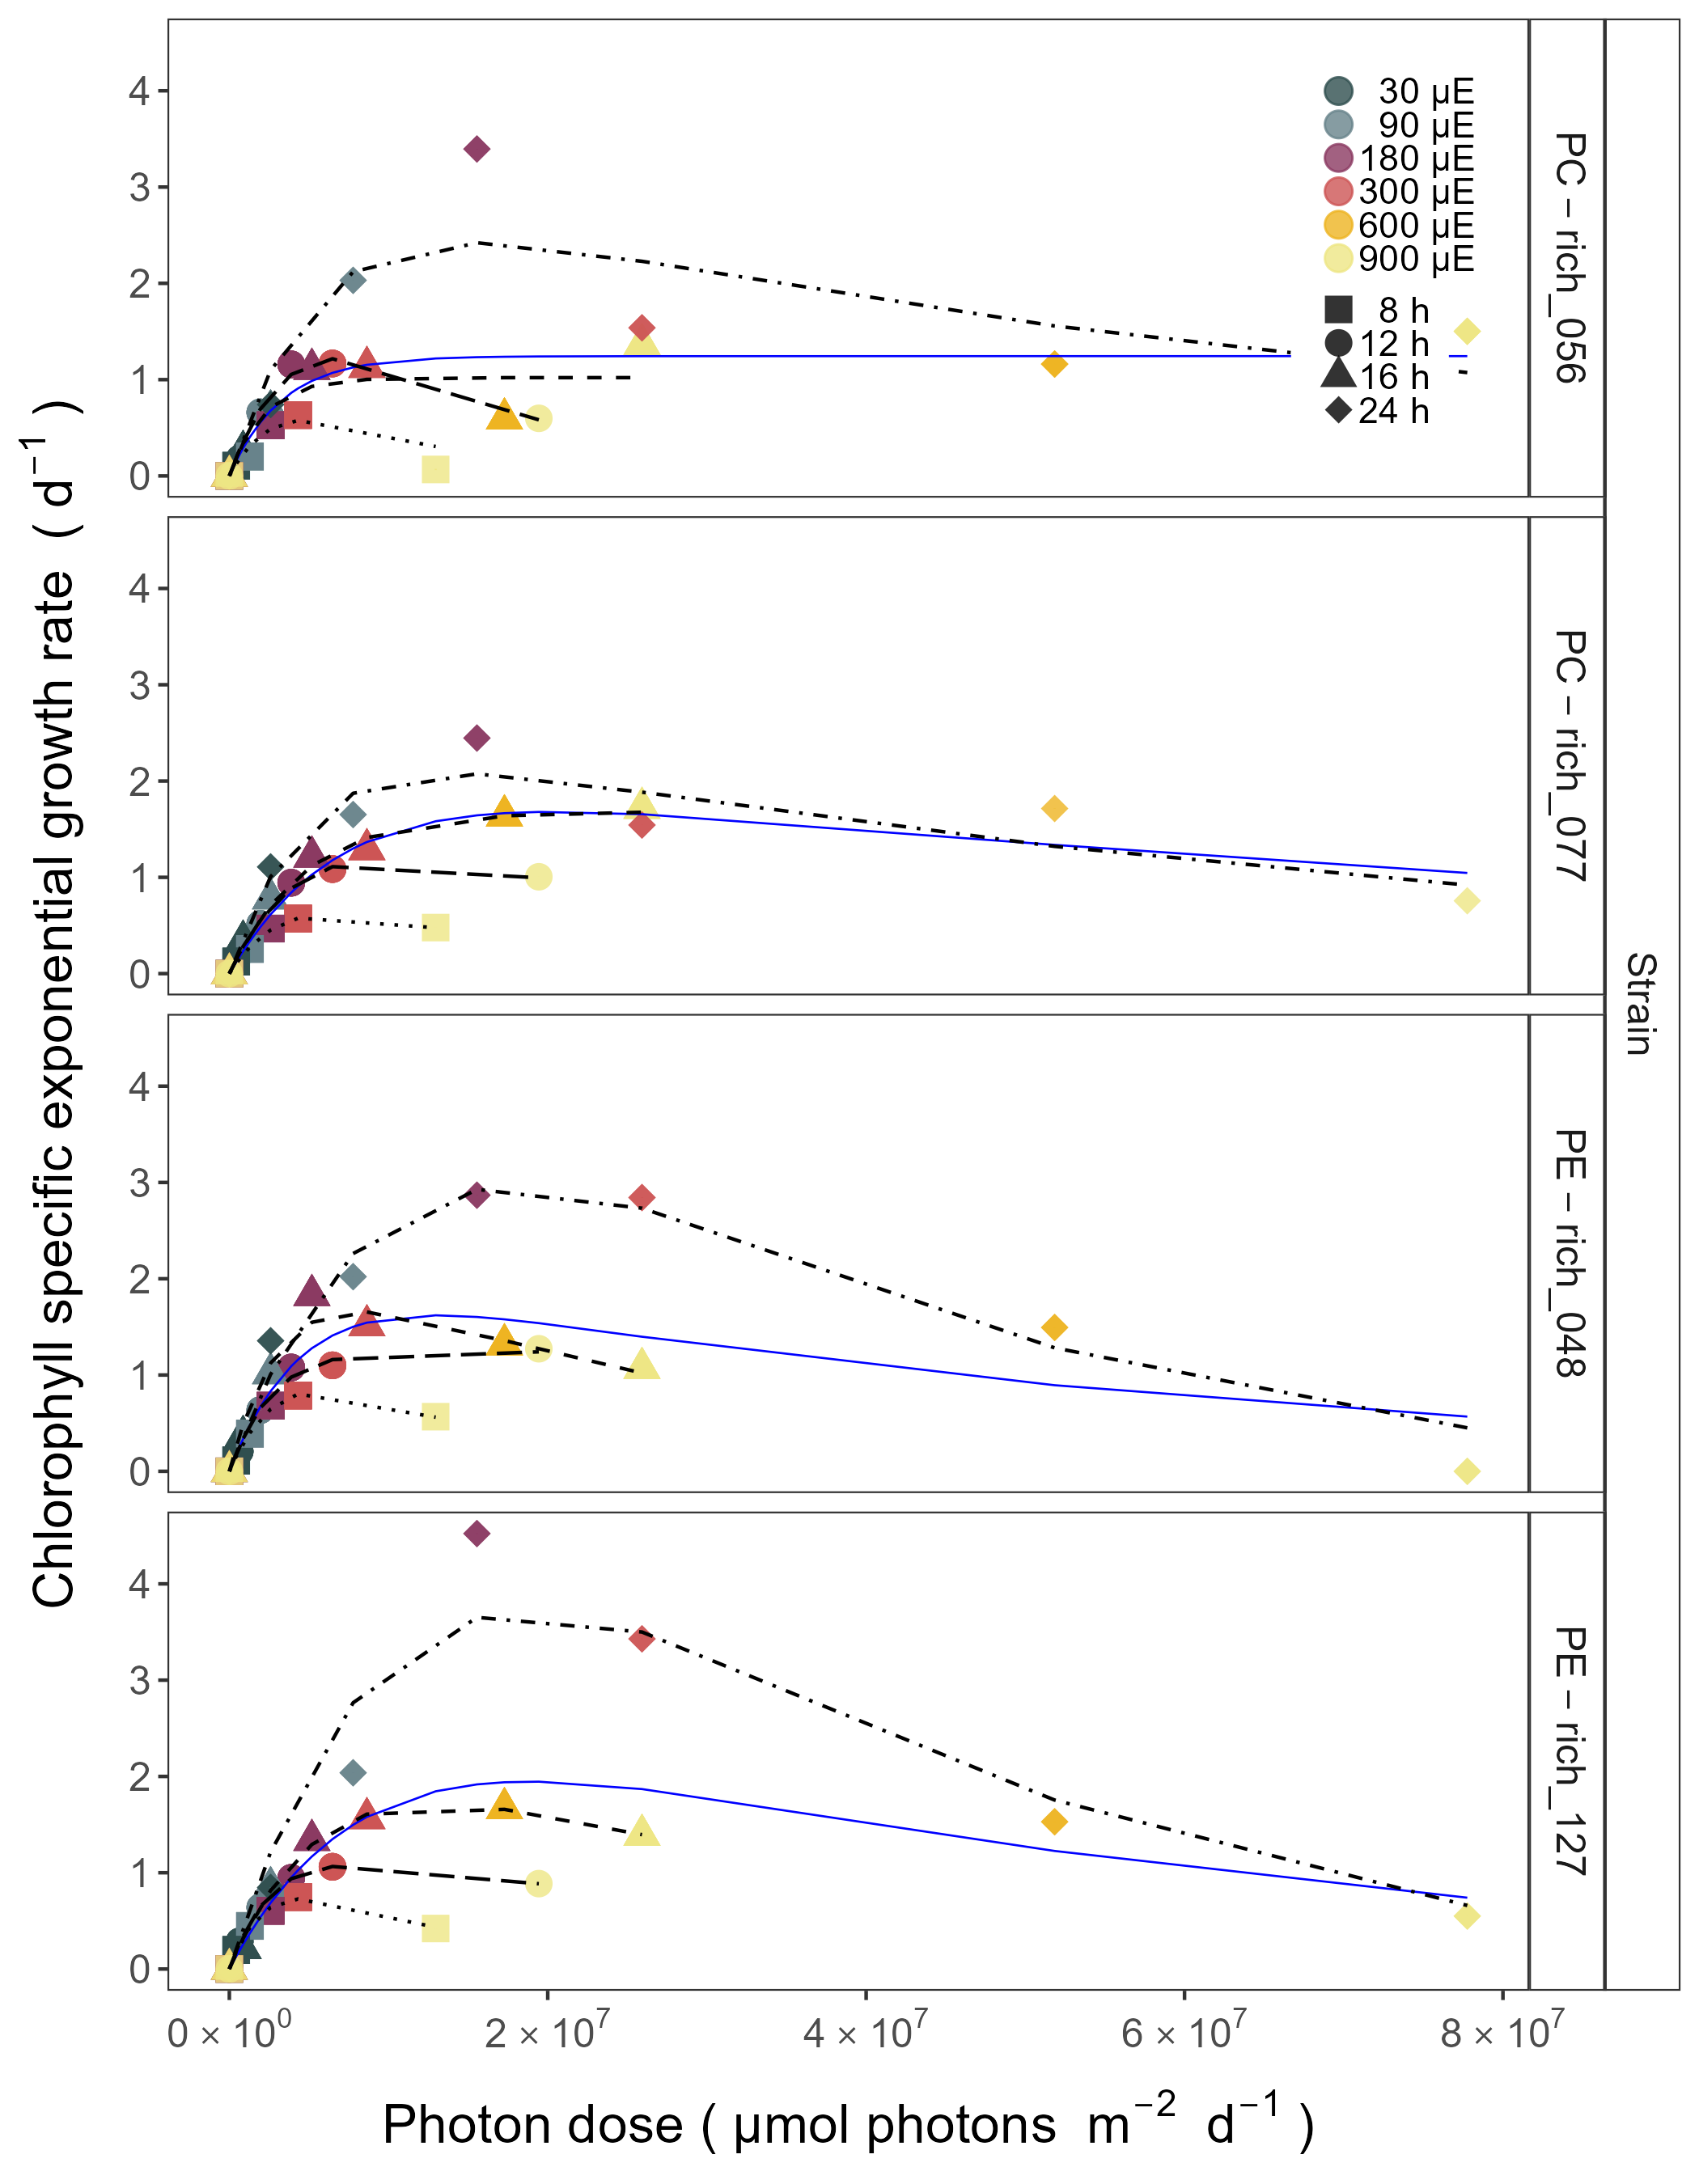 Chlorophyll specific exponential growth rate ( d⁻¹ )
4
3
2
1
0
30 µE
90 µE
180 µE
300 µE
600 µE
900 µE
8 h
12 h
16 h
24 h
PC − rich_056
4
3
2
1
0
PC − rich_077
Strain
4
3
2
1
0
PE − rich_048
4
3
2
1
0
PE − rich_127
0 × 10⁰ 2 × 10⁷ 4 × 10⁷ 6 × 10⁷ 8 × 10⁷
Photon dose ( µmol photons m⁻² d⁻¹ )